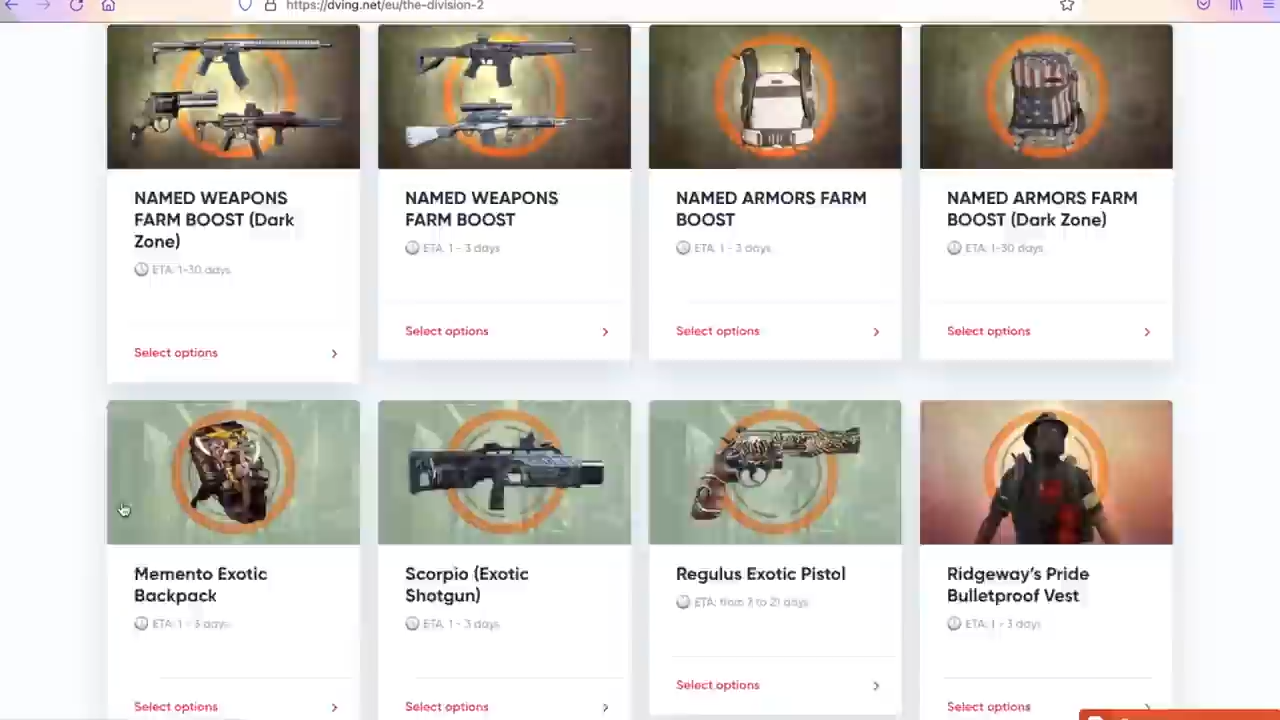 https://dving.net/eu/the-division-2
NAMED WEAPONS
FARM BOOST (Dark
Zone)
ETA: 1-30 days
Select options
NAMED WEAPONS
FARM BOOST
ETA: 1 - 3 days
Select options
NAMED ARMORS FARM
BOOST
ETA: 1 - 3 days
Select options
NAMED ARMORS FARM
BOOST (Dark Zone)
ETA: 1-30 days
Select options
Memento Exotic
Backpack
ETA: 1 - 3 days
Select options
Scorpio (Exotic
Shotgun)
ETA: 1 - 3 days
Select options
Regulus Exotic Pistol
ETA: from 7 to 21 days
Select options
Ridgeway's Pride
Bulletproof Vest
ETA: 1 - 3 days
Select options